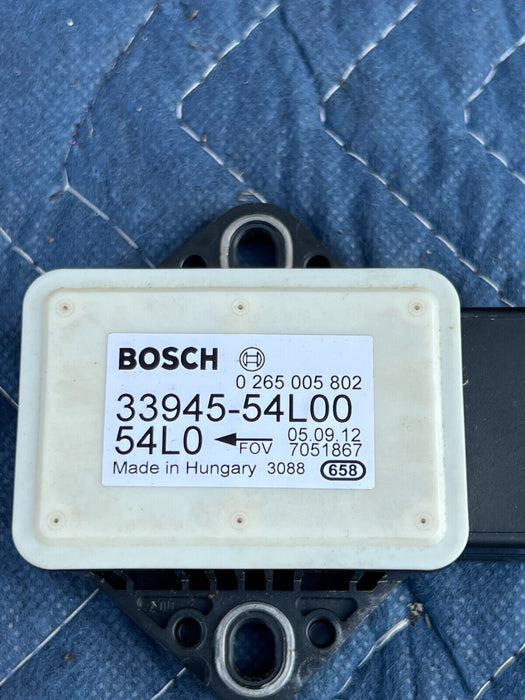 BOSCH
0 265 005 802
33945-54L00
54L0 05.09.12
FOV 7051867
Made in Hungary 3088 658